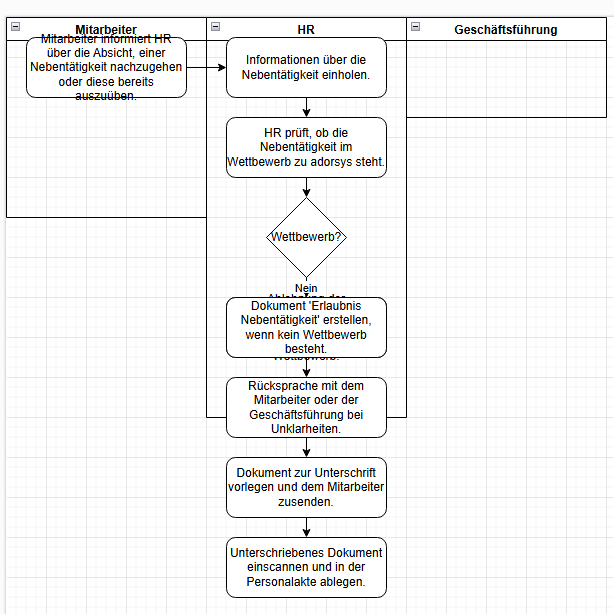 Mitarbeiter
HR
Geschäftsführung
Mitarbeiter informiert HR
über die Absicht, einer
Nebentätigkeit nachzugehen
oder diese bereits
auszuüben.
Informationen über die
Nebentätigkeit einholen.
HR prüft, ob die
Nebentätigkeit im
Wettbewerb zu adorsys steht.
Wettbewerb?
Nein
Dokument 'Erlaubnis
Nebentätigkeit' erstellen,
wenn kein Wettbewerb
besteht.
Rücksprache mit dem
Mitarbeiter oder der
Geschäftsführung bei
Unklarheiten.
Dokument zur Unterschrift
vorlegen und dem Mitarbeiter
zusenden.
Unterschriebenes Dokument
einscannen und in der
Personalakte ablegen.